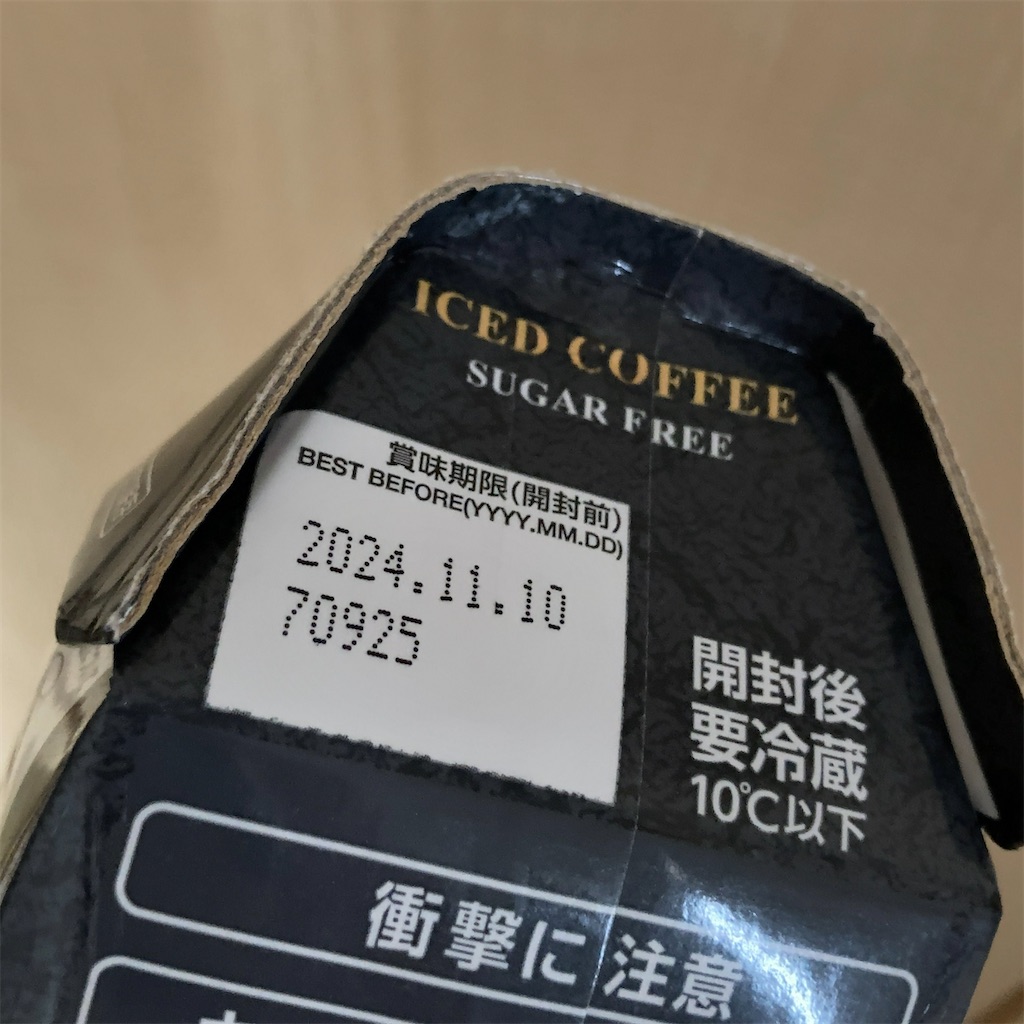 ICED COFFEE
SUGAR FREE
賞味期限(開封前)
BEST BEFORE(YYYY.MM.DD)
2024.11.10
70925
開封後
要冷蔵
10℃以下
衝撃に注意